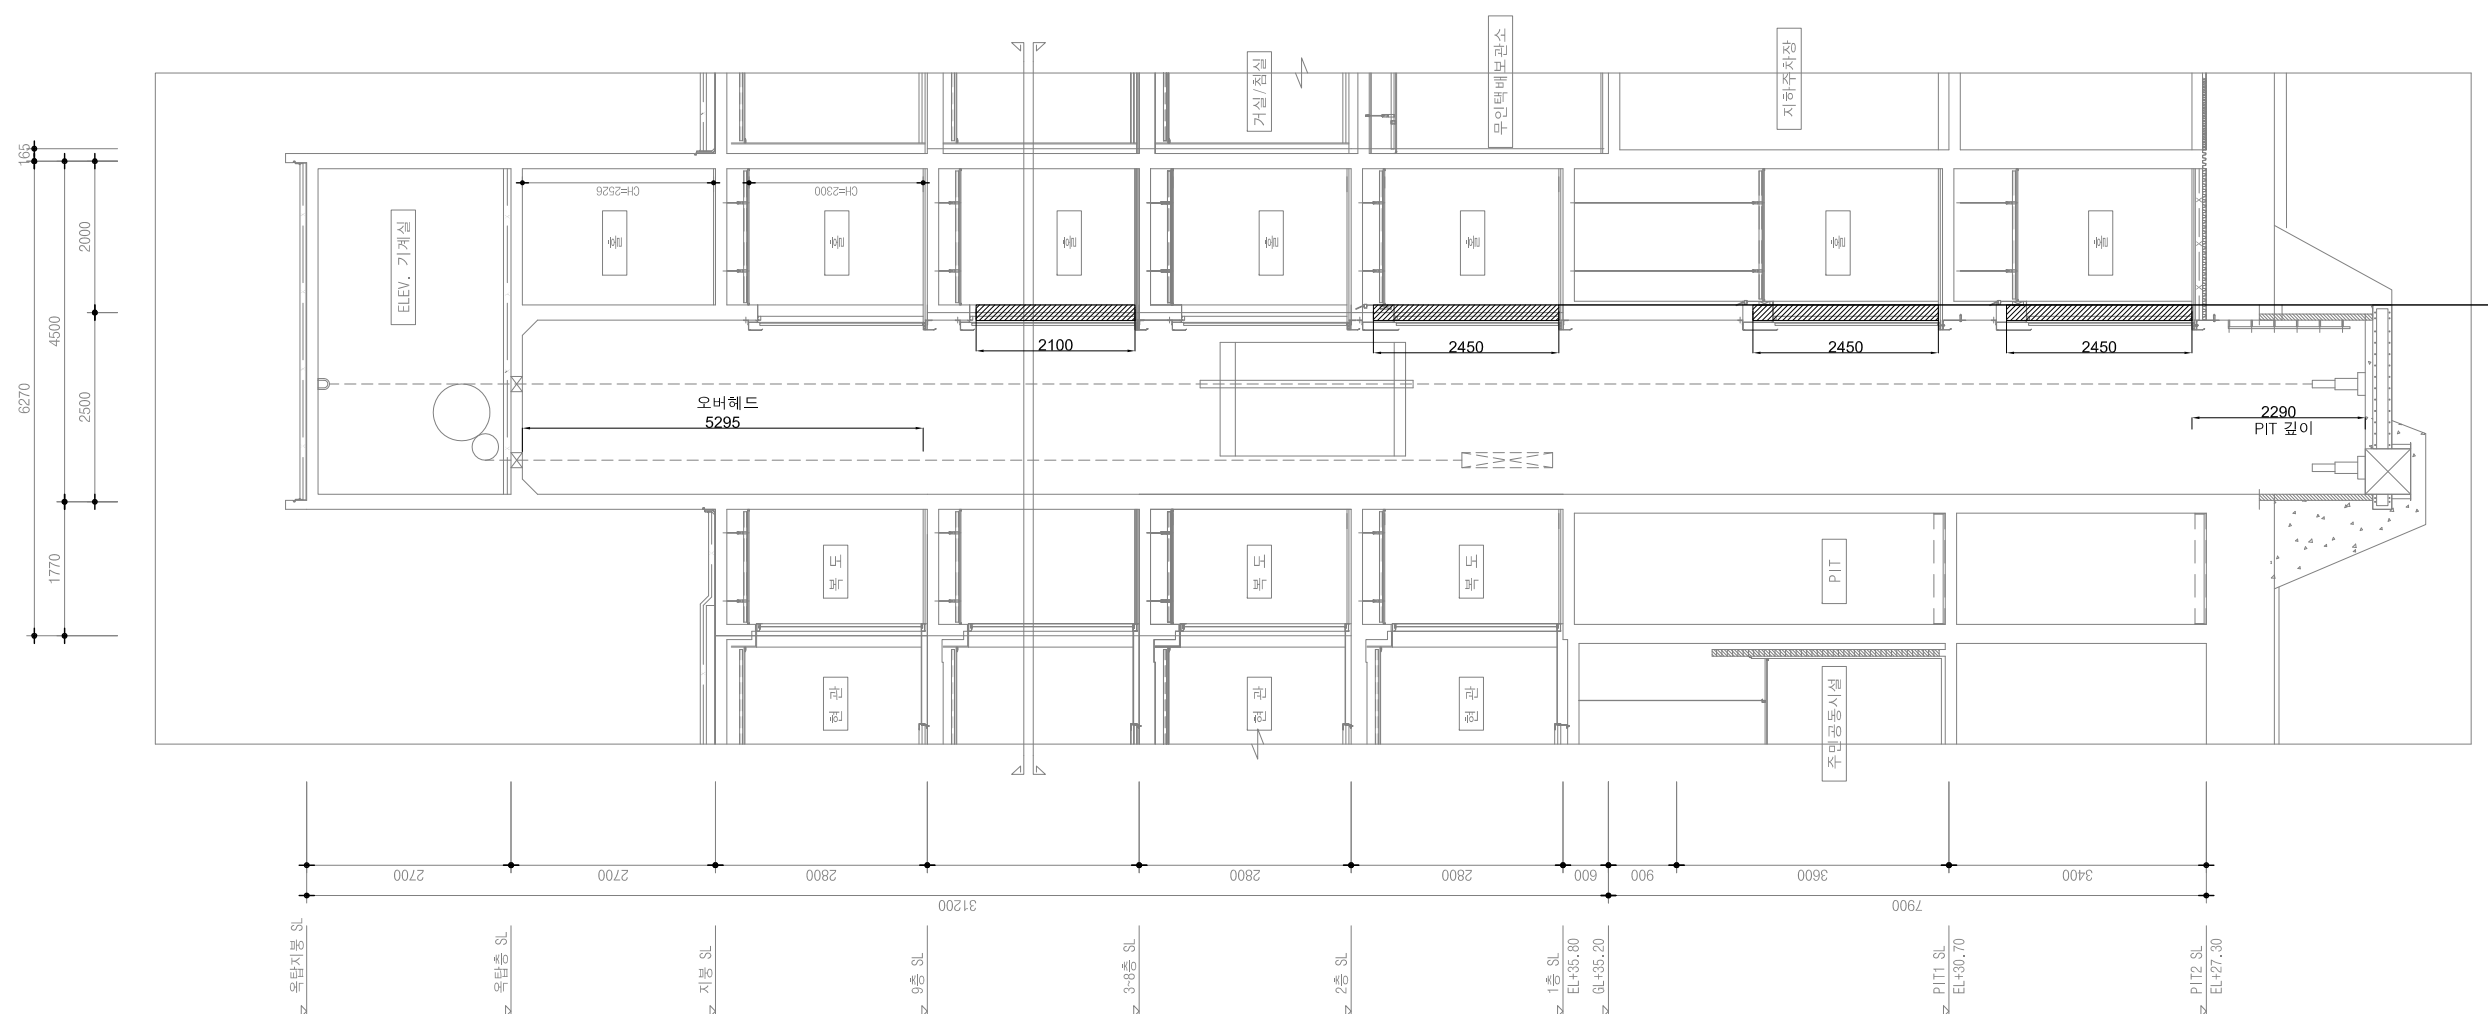 거실/침실
무인택배보관소
지하주차장
165
6270
4500
1770
2000
2500
ELEV. 기계실
CH=2526
CH=2300
홀
홀
홀
홀
홀
홀
홀
2100
2450
2450
2450
오버헤드
5295
2290
PIT 깊이
복 도
복 도
복 도
PIT
현 관
현 관
현 관
주민공동시설
2700
2700
2800
2800
2800
600
900
3600
3400
31200
7900
옥탑지붕 SL
옥탑층 SL
지붕 SL
9층 SL
3~8층 SL
2층 SL
1층 SL
EL+35.80
GL+35.20
PIT1 SL
EL+30.70
PIT2 SL
EL+27.30